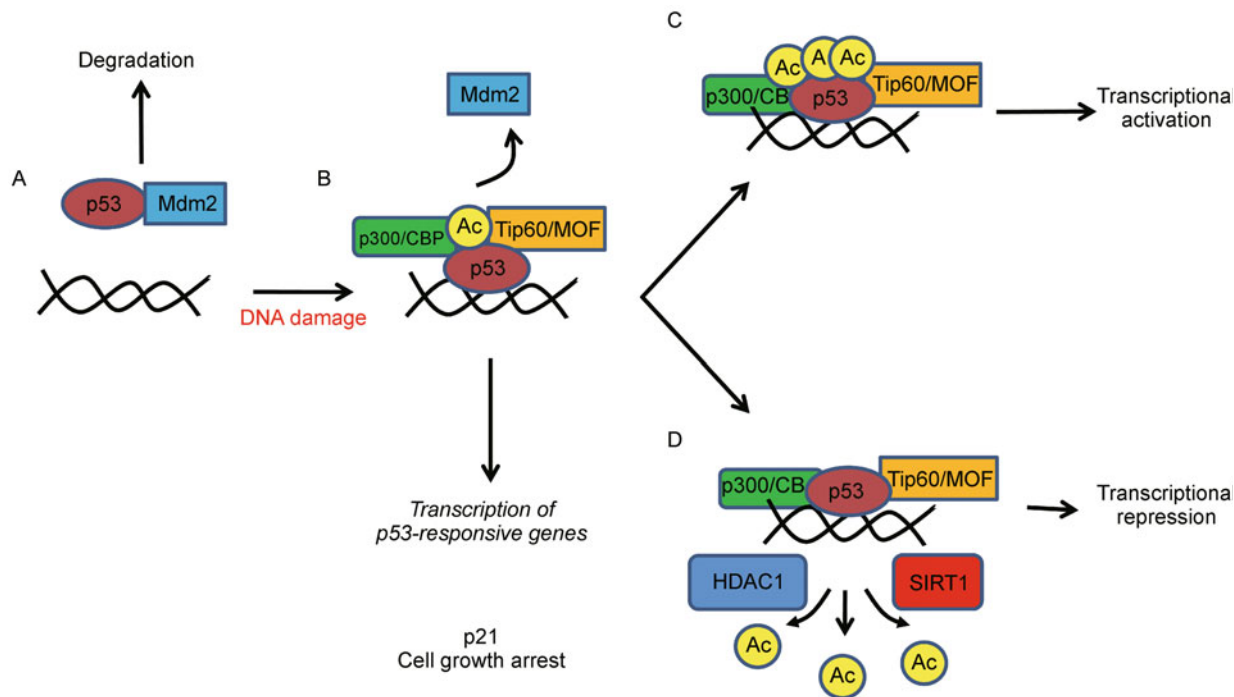 A
Degradation
p53
Mdm2
DNA damage
B
Mdm2
p300/CBP
Ac
Tip60/MOF
p53
Transcription of
p53-responsive genes
p21
Cell growth arrest
C
Ac
A
Ac
p300/CB
p53
Tip60/MOF
Transcriptional
activation
D
p300/CB
p53
Tip60/MOF
Transcriptional
repression
HDAC1
SIRT1
Ac
Ac
Ac